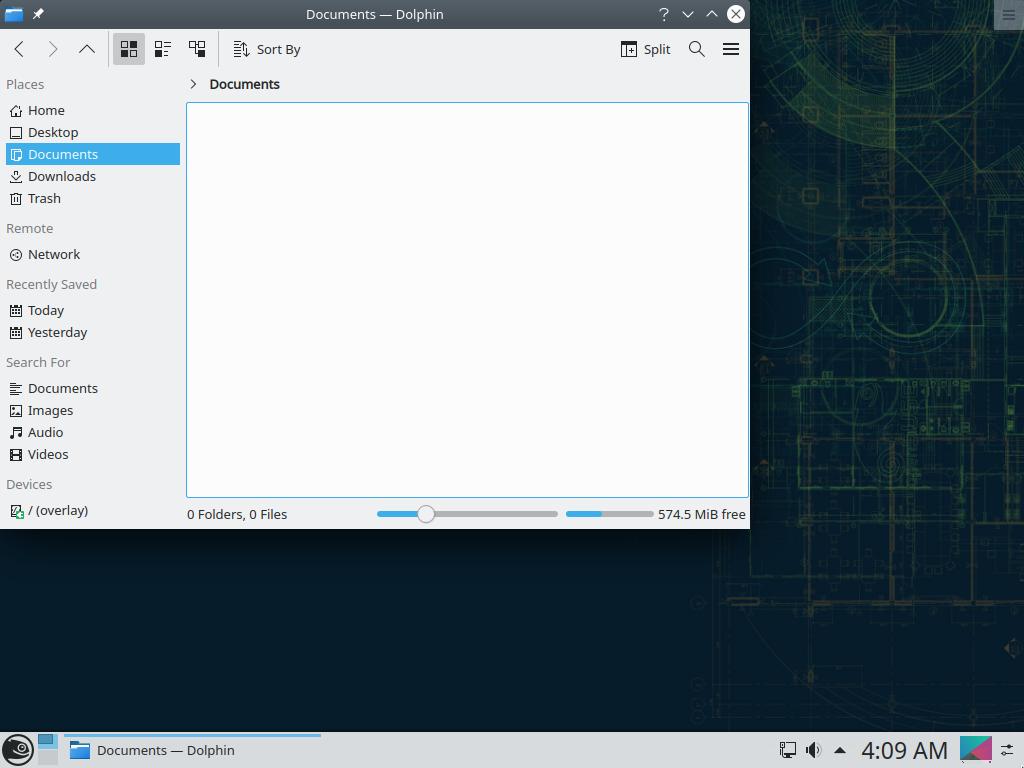 Documents — Dolphin
Sort By
Split
Places
Documents
Home
Desktop
Documents
Downloads
Trash
Remote
Network
Recently Saved
Today
Yesterday
Search For
Documents
Images
Audio
Videos
Devices
/ (overlay)
0 Folders, 0 Files
574.5 MiB free
Documents — Dolphin
4:09 AM